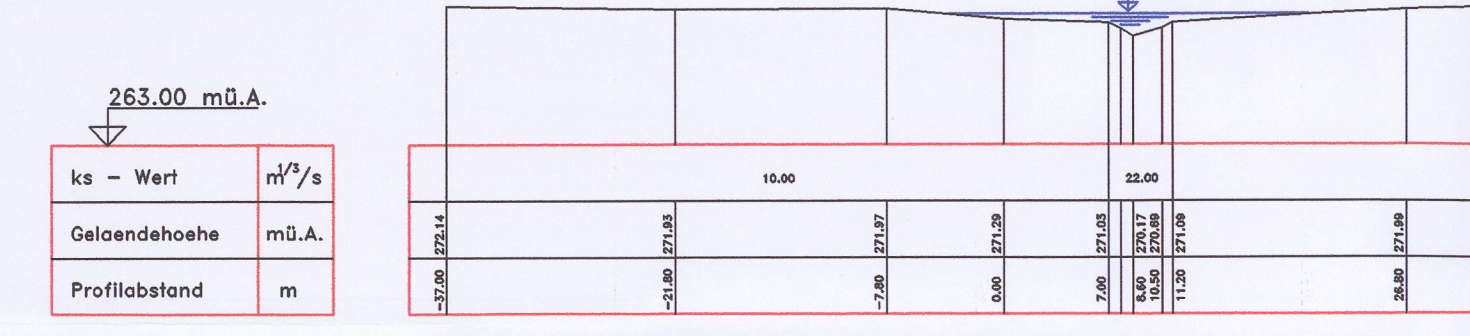 263.00 mü.A.
ks - Wert m1/3/s 10.00 22.00
Gelaendehoehe mü.A. 272.14 271.93 271.97 271.29 271.03 270.17 270.89 271.09 271.99
Profilabstand m -37.00 -21.80 -7.80 0.00 7.00 8.60 10.50 11.20 26.80